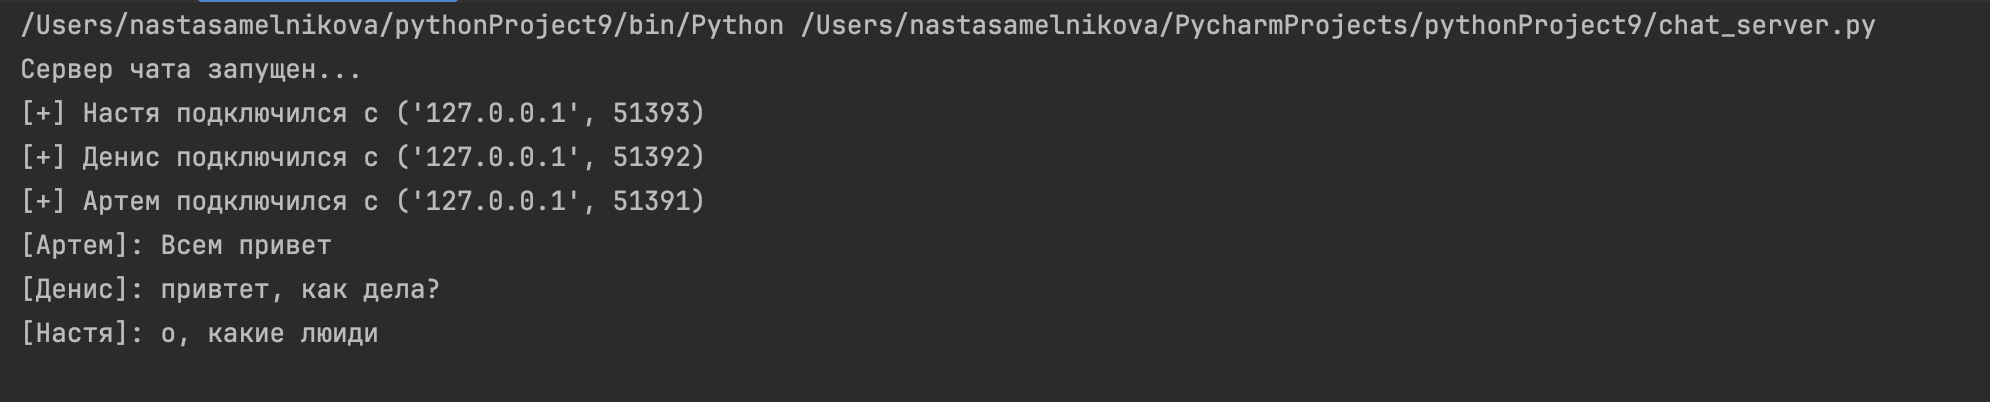 /Users/nastasamelnikova/pythonProject9/bin/Python /Users/nastasamelnikova/PycharmProjects/pythonProject9/chat_server.py
Сервер чата запущен...
[+] Настя подключился с ('127.0.0.1', 51393)
[+] Денис подключился с ('127.0.0.1', 51392)
[+] Артем подключился с ('127.0.0.1', 51391)
[Артем]: Всем привет
[Денис]: привтет, как дела?
[Настя]: о, какие люиди